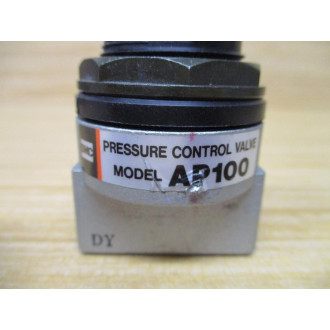 PRESSURE CONTROL VALVE
MODEL AP100
DY